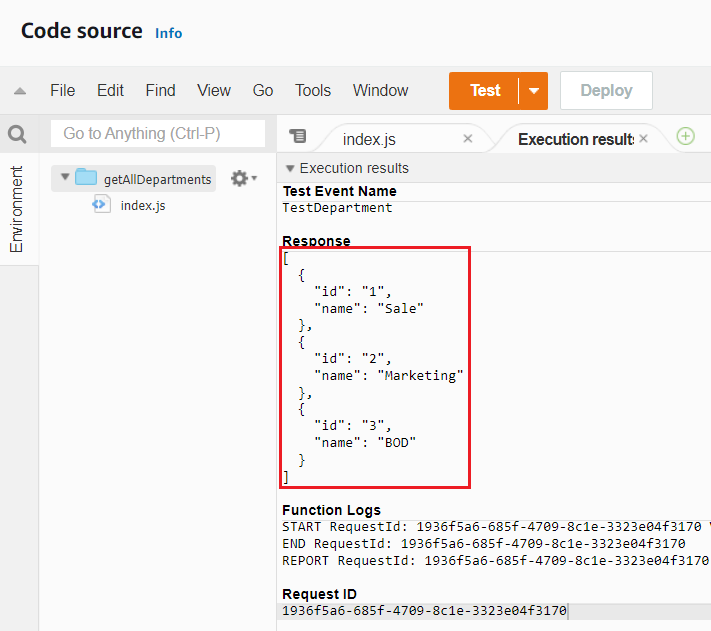 Code source Info
File Edit Find View Go Tools Window Test Deploy
Go to Anything (Ctrl-P)
index.js Execution results
Environment
getAllDepartments
index.js
Execution results
Test Event Name
TestDepartment
Response
[
{
"id": "1",
"name": "Sale"
},
{
"id": "2",
"name": "Marketing"
},
{
"id": "3",
"name": "BOD"
}
]
Function Logs
START RequestId: 1936f5a6-685f-4709-8c1e-3323e04f3170
END RequestId: 1936f5a6-685f-4709-8c1e-3323e04f3170
REPORT RequestId: 1936f5a6-685f-4709-8c1e-3323e04f3170
Request ID
1936f5a6-685f-4709-8c1e-3323e04f3170